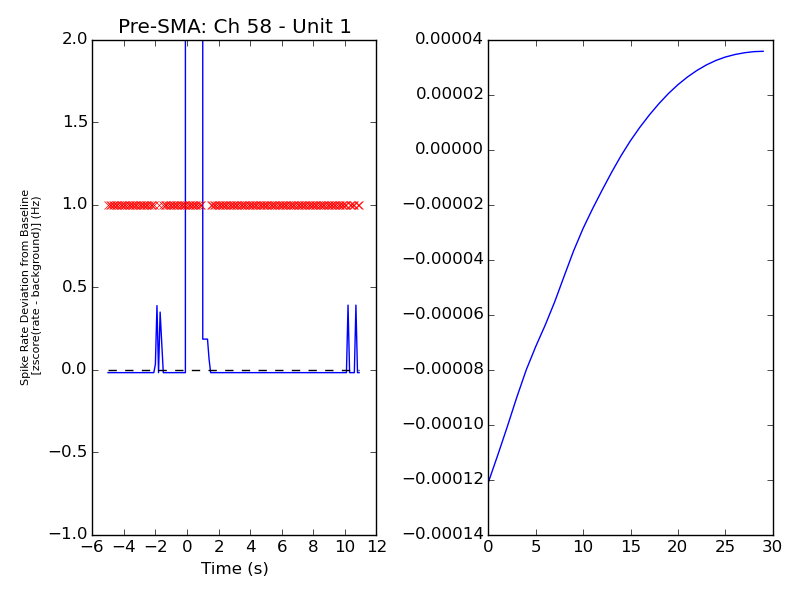 Pre-SMA: Ch 58 - Unit 1
2.0
1.5
1.0
0.5
0.0
−0.5
−1.0
−6 −4 −2 0 2 4 6 8 10 12
Time (s)
Spike Rate Deviation from Baseline
[zscore(rate - background)] (Hz)
0.00004
0.00002
0.00000
−0.00002
−0.00004
−0.00006
−0.00008
−0.00010
−0.00012
−0.00014
0 5 10 15 20 25 30